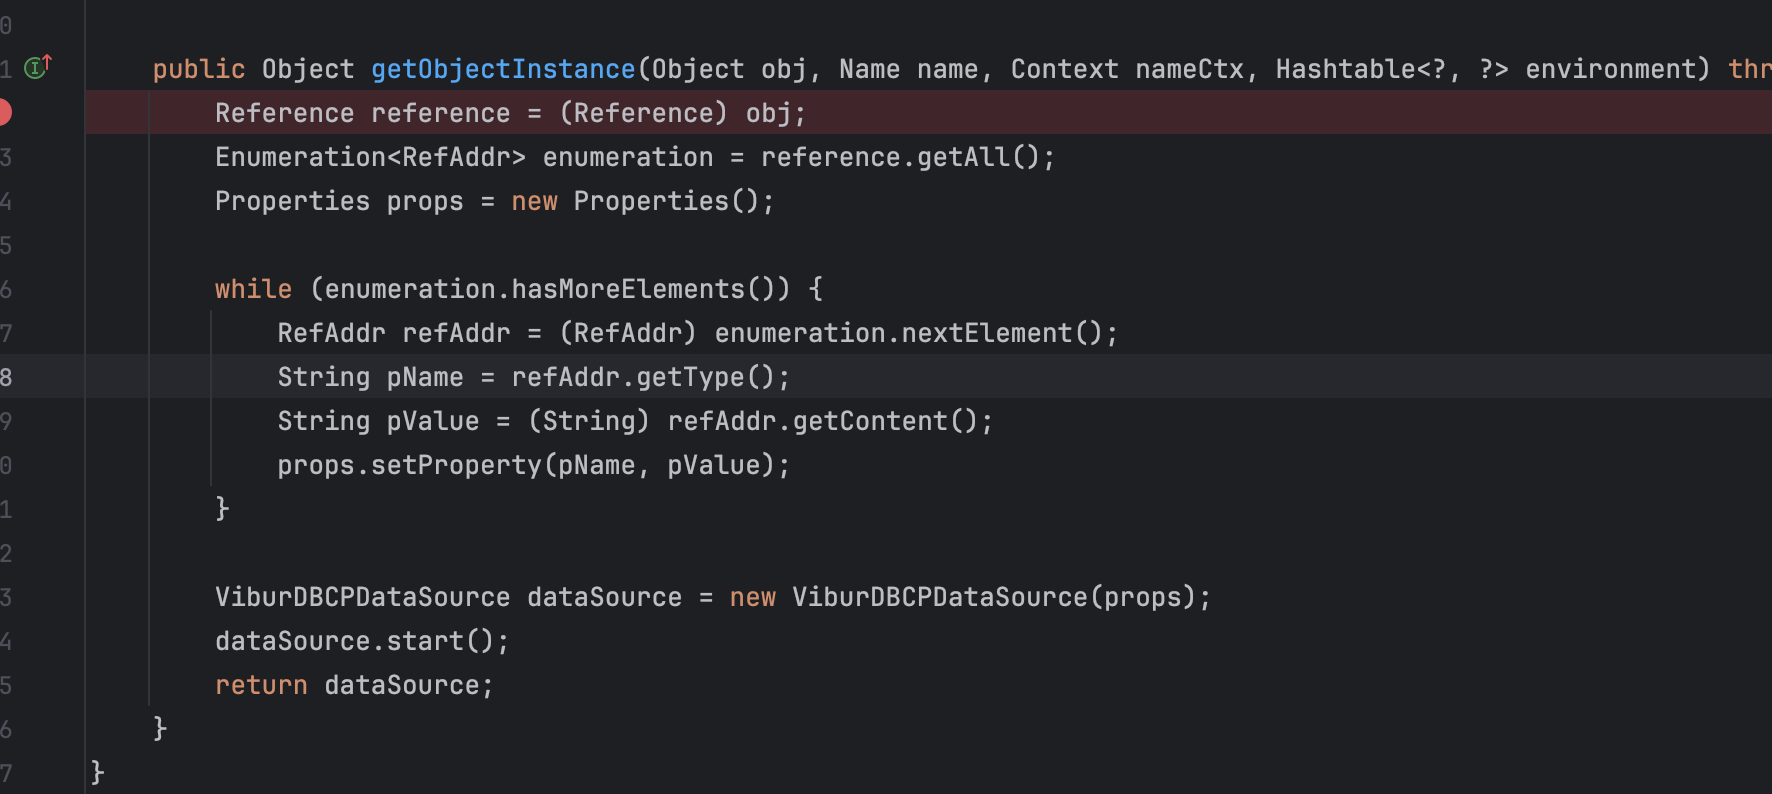 0
1 public Object getObjectInstance(Object obj, Name name, Context nameCtx, Hashtable<?, ?> environment) thr
Reference reference = (Reference) obj;
3 Enumeration<RefAddr> enumeration = reference.getAll();
4 Properties props = new Properties();
5
6 while (enumeration.hasMoreElements()) {
7 RefAddr refAddr = (RefAddr) enumeration.nextElement();
8 String pName = refAddr.getType();
9 String pValue = (String) refAddr.getContent();
0 props.setProperty(pName, pValue);
1 }
2
3 ViburDBCPDataSource dataSource = new ViburDBCPDataSource(props);
4 dataSource.start();
5 return dataSource;
6 }
7 }